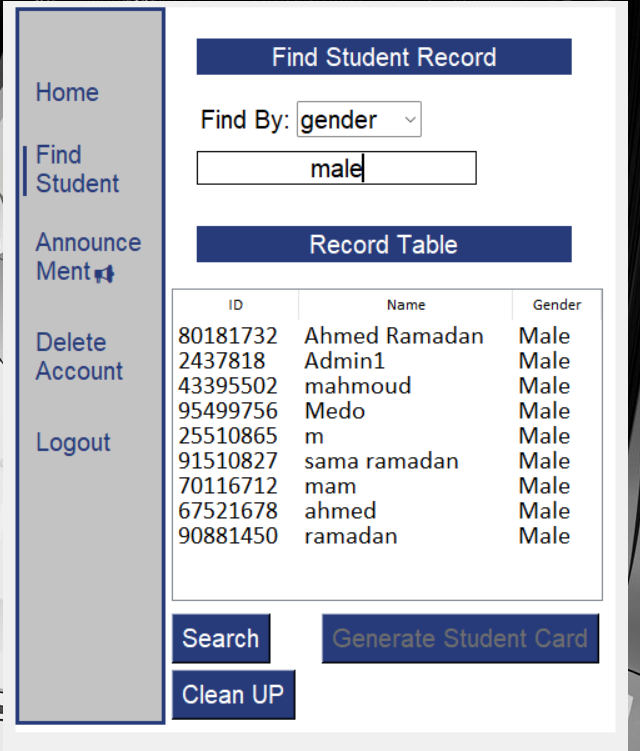 Home
Find
Student
Announce
Ment
Delete
Account
Logout
Find Student Record
Find By: gender
male
Record Table
ID Name Gender
80181732 Ahmed Ramadan Male
2437818 Admin1 Male
43395502 mahmoud Male
95499756 Medo Male
25510865 m Male
91510827 sama ramadan Male
70116712 mam Male
67521678 ahmed Male
90881450 ramadan Male
Search Generate Student Card
Clean UP